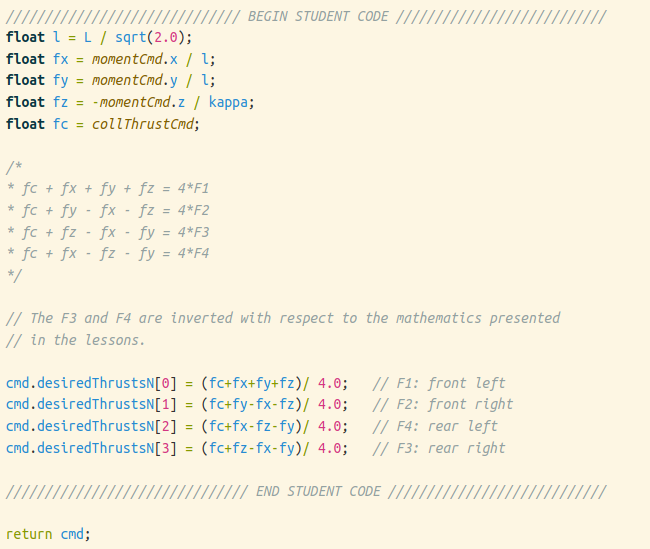 /////////////////////////////// BEGIN STUDENT CODE ////////////////////////////
float l = L / sqrt(2.0);
float fx = momentCmd.x / l;
float fy = momentCmd.y / l;
float fz = -momentCmd.z / kappa;
float fc = collThrustCmd;
/*
* fc + fx + fy + fz = 4*F1
* fc + fy - fx - fz = 4*F2
* fc + fz - fx - fy = 4*F3
* fc + fx - fz - fy = 4*F4
*/
// The F3 and F4 are inverted with respect to the mathematics presented
// in the lessons.
cmd.desiredThrustsN[0] = (fc+fx+fy+fz)/ 4.0;   // F1: front left
cmd.desiredThrustsN[1] = (fc+fy-fx-fz)/ 4.0;   // F2: front right
cmd.desiredThrustsN[2] = (fc+fx-fz-fy)/ 4.0;   // F4: rear left
cmd.desiredThrustsN[3] = (fc+fz-fx-fy)/ 4.0;   // F3: rear right
//////////////////////////////// END STUDENT CODE /////////////////////////////
return cmd;